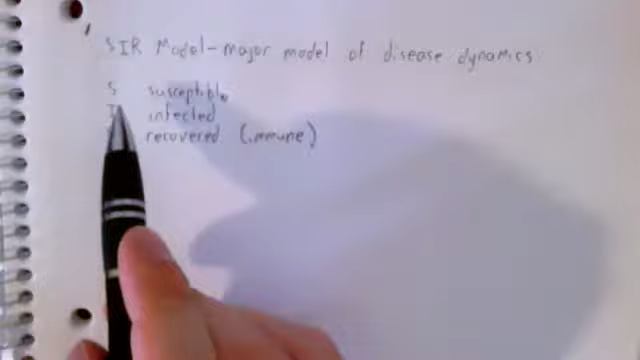 SIR Model - major model of disease dynamics
S susceptible
I infected
recovered (immune)